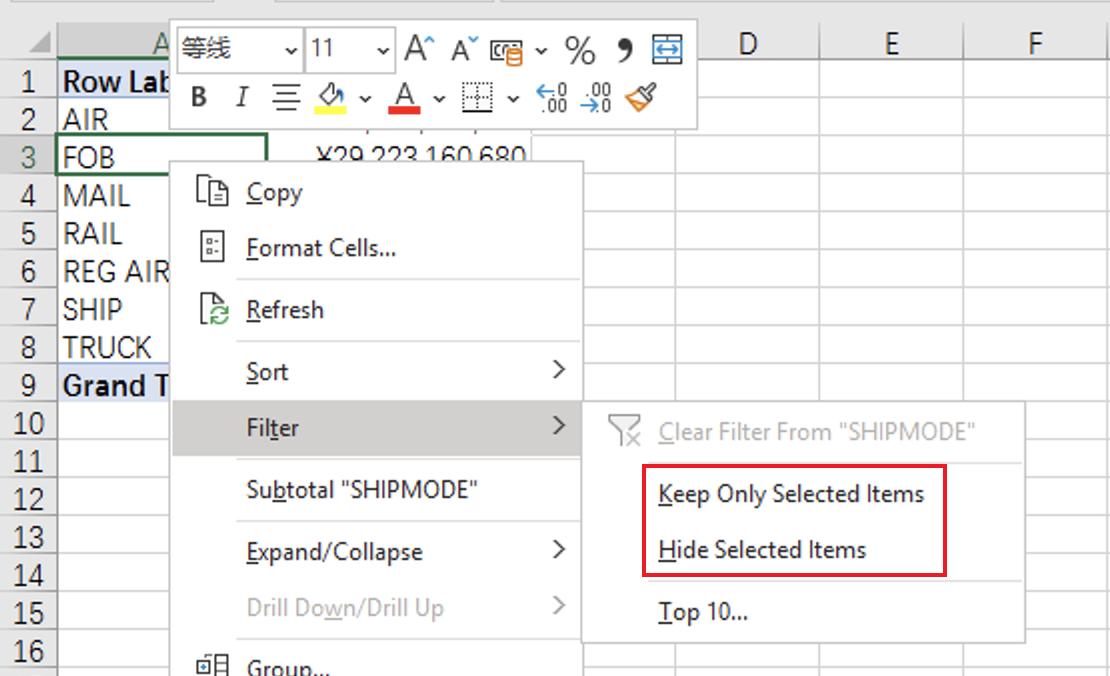 D E F
等线 11 A A %
B I A .00 .00
1 Row Lab
2 AIR
3 FOB ¥29,223,160,680
4 MAIL
5 RAIL
6 REG AIR
7 SHIP
8 TRUCK
9 Grand T
10
11
12
13
14
15
16
Copy
Format Cells...
Refresh
Sort
Filter
Subtotal "SHIPMODE"
Expand/Collapse
Drill Down/Drill Up
Group...
Clear Filter From "SHIPMODE"
Keep Only Selected Items
Hide Selected Items
Top 10...